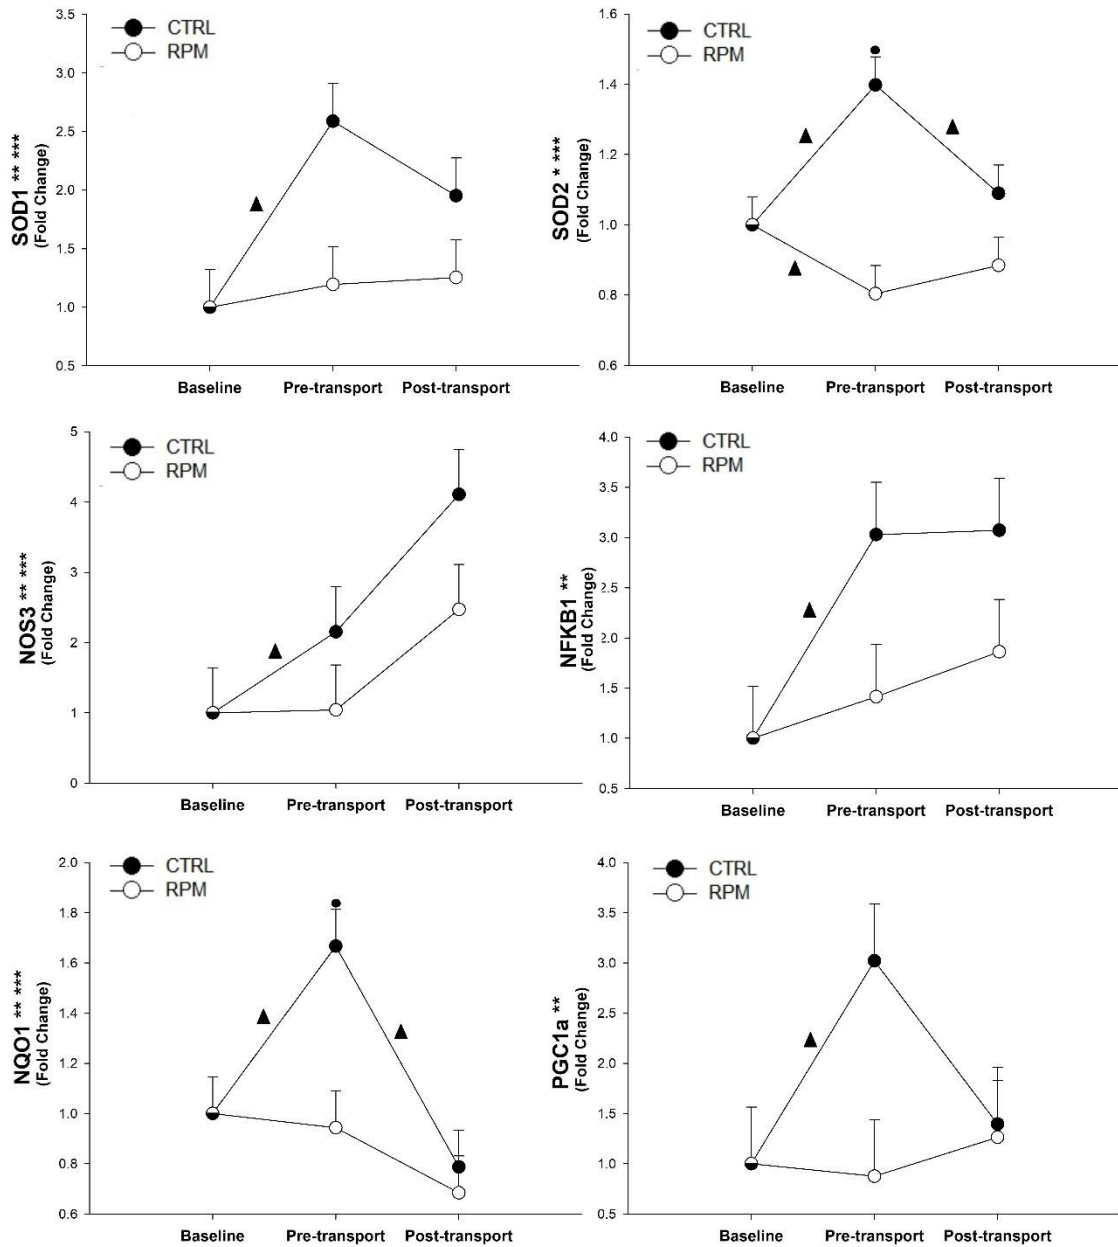 CTRL
RPM
SOD1 ** ***
(Fold Change)
3.5
3.0
2.5
2.0
1.5
1.0
0.5
Baseline Pre-transport Post-transport
CTRL
RPM
SOD2 * ***
(Fold Change)
1.6
1.4
1.2
1.0
0.8
0.6
Baseline Pre-transport Post-transport
CTRL
RPM
NOS3 ** ***
(Fold Change)
5
4
3
2
1
0
Baseline Pre-transport Post-transport
CTRL
RPM
NFKB1 **
(Fold Change)
4.0
3.5
3.0
2.5
2.0
1.5
1.0
0.5
Baseline Pre-transport Post-transport
CTRL
RPM
NQO1 ** ***
(Fold Change)
2.0
1.8
1.6
1.4
1.2
1.0
0.8
0.6
Baseline Pre-transport Post-transport
CTRL
RPM
PGC1a **
(Fold Change)
4.0
3.5
3.0
2.5
2.0
1.5
1.0
0.5
Baseline Pre-transport Post-transport